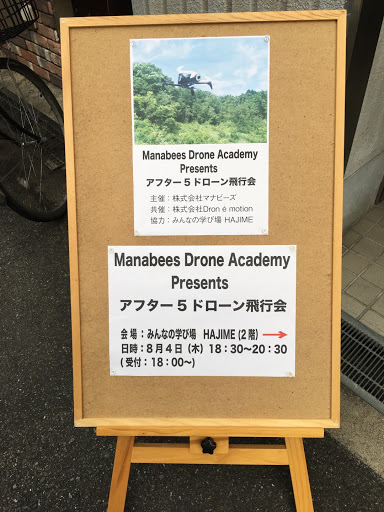 Manabees Drone Academy
Presents
アフター５ドローン飛行会
主催：株式会社マナビーズ
共催：株式会社Dron é motion
協力：みんなの学び場 HAJIME
Manabees Drone Academy
Presents
アフター５ドローン飛行会
会場：みんなの学び場 HAJIME (２階) →
日時：８月４日（木）18：30〜20：30
(受付：18：00〜)